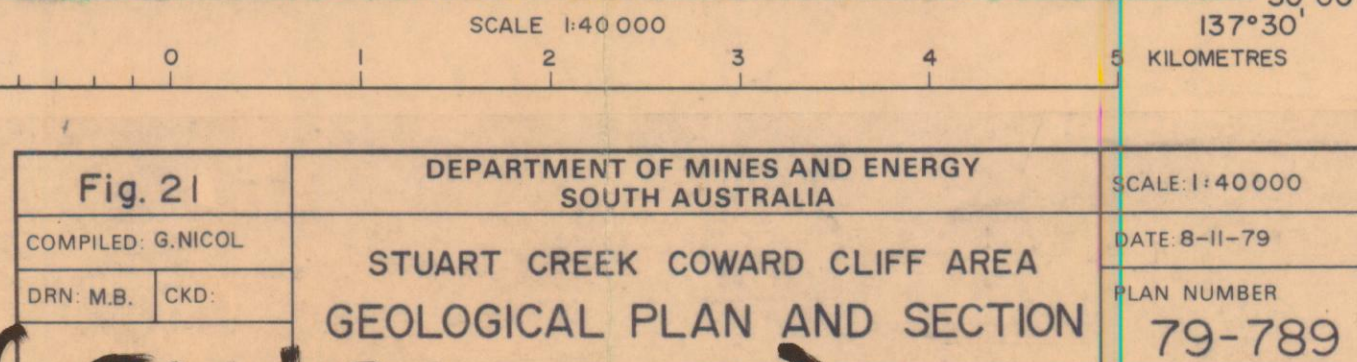 SCALE 1:40 000
137°30'
0 1 2 3 4 5 KILOMETRES
Fig. 21
COMPILED: G.NICOL
DRN: M.B. CKD:
DEPARTMENT OF MINES AND ENERGY
SOUTH AUSTRALIA
STUART CREEK COWARD CLIFF AREA
GEOLOGICAL PLAN AND SECTION
SCALE: 1:40000
DATE: 8-11-79
PLAN NUMBER
79-789